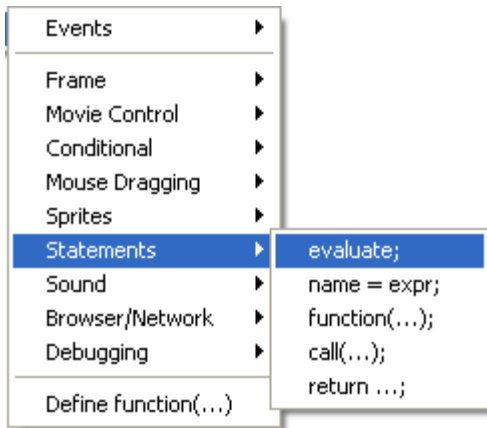 Events
Frame
Movie Control
Conditional
Mouse Dragging
Sprites
Statements
Sound
Browser/Network
Debugging
Define function(...)
evaluate;
name = expr;
function(...);
call(...);
return ...;